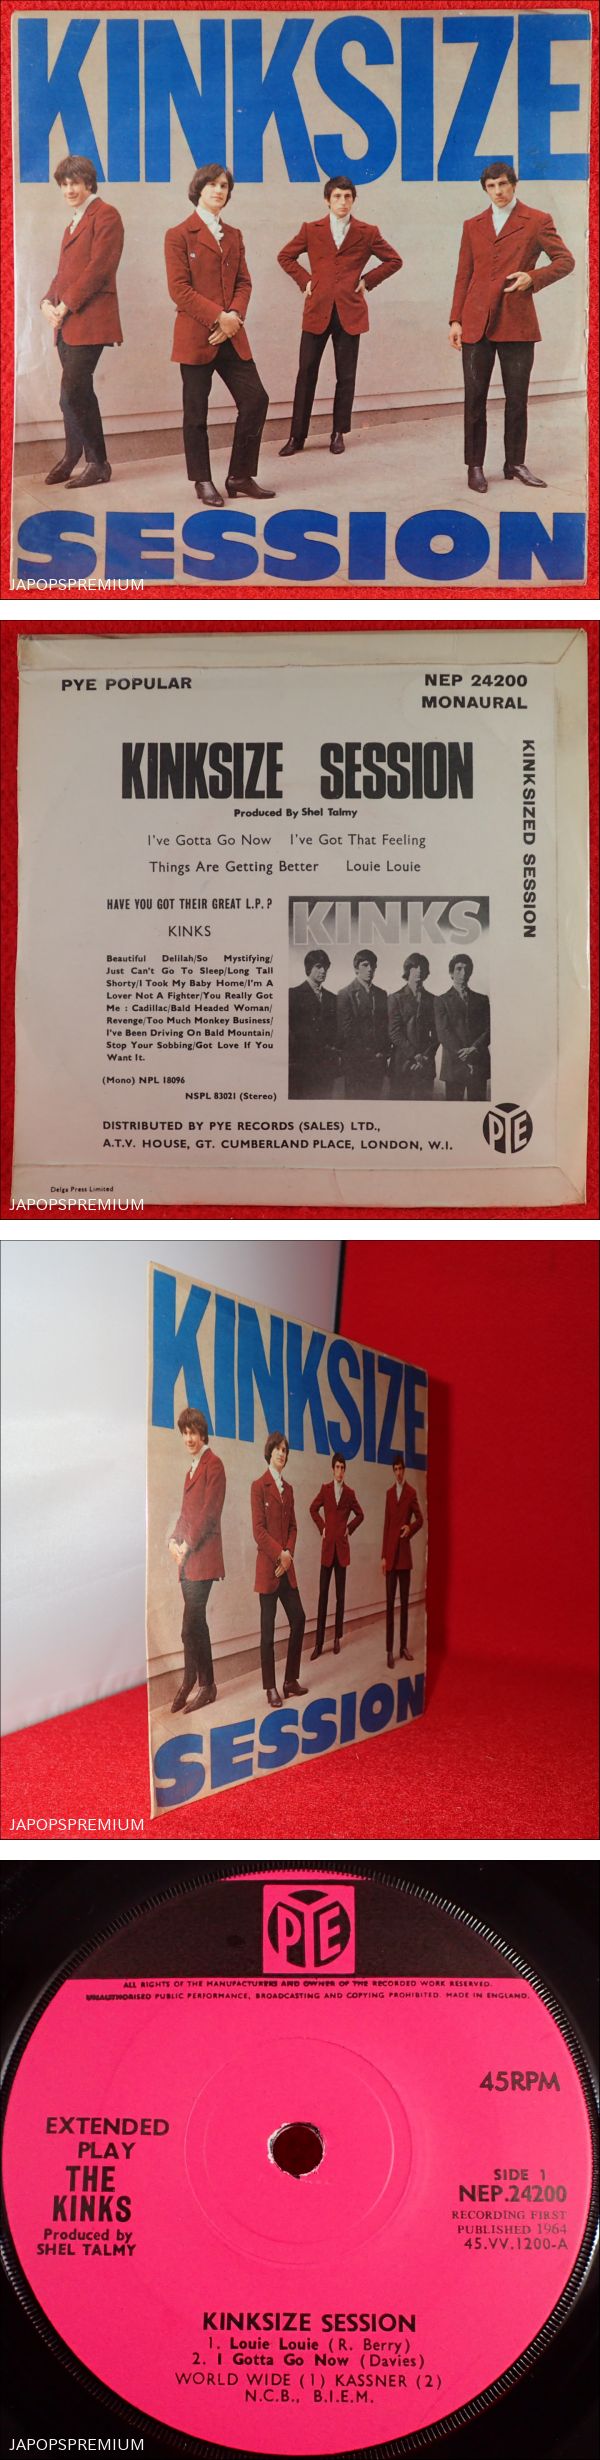 KINKSIZE
SESSION
JAPOPSPREMIUM
PYE POPULAR
NEP 24200
MONAURAL
KINKSIZE SESSION
Produced By Shel Talmy
I've Gotta Go Now I've Got That Feeling
Things Are Getting Better Louie Louie
KINKSIZED SESSION
HAVE YOU GOT THEIR GREAT L.P.?
KINKS
Beautiful Delilah/So Mystifying/
Just Can't Go To Sleep/Long Tall
Shorty/I Took My Baby Home/I'm A
Lover Not A Fighter/You Really Got
Me : Cadillac/Bald Headed Woman/
Revenge/Too Much Monkey Business/
I've Been Driving On Bald Mountain/
Stop Your Sobbing/Got Love If You
Want It.
(Mono) NPL 18096
NSPL 83021 (Stereo)
KINKS
DISTRIBUTED BY PYE RECORDS (SALES) LTD.,
A.T.V. HOUSE, GT. CUMBERLAND PLACE, LONDON, W.I.
PYE
Delga Press Limited
JAPOPSPREMIUM
KINKSIZE
SESSION
JAPOPSPREMIUM
PYE
ALL RIGHTS OF THE MANUFACTURERS AND OWNER OF THE RECORDED WORK RESERVED.
UNAUTHORISED PUBLIC PERFORMANCE, BROADCASTING AND COPYING PROHIBITED. MADE IN ENGLAND.
45RPM
EXTENDED
PLAY
THE
KINKS
Produced by
SHEL TALMY
SIDE 1
NEP.24200
RECORDING FIRST
PUBLISHED 1964
45.VV.1200-A
KINKSIZE SESSION
1. Louie Louie (R. Berry)
2. I Gotta Go Now (Davies)
WORLD WIDE (1) KASSNER (2)
N.C.B., B.I.E.M.
JAPOPSPREMIUM